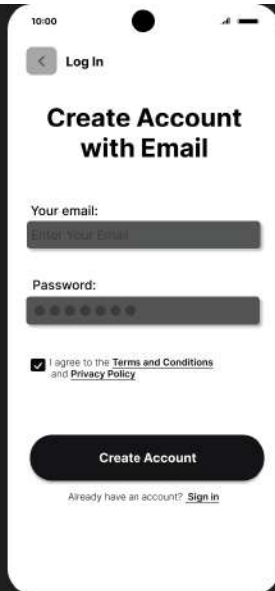 10:00
Log In
Create Account
with Email
Your email:
Enter Your Email
Password:
I agree to the Terms and Conditions
and Privacy Policy
Create Account
Already have an account? Sign in